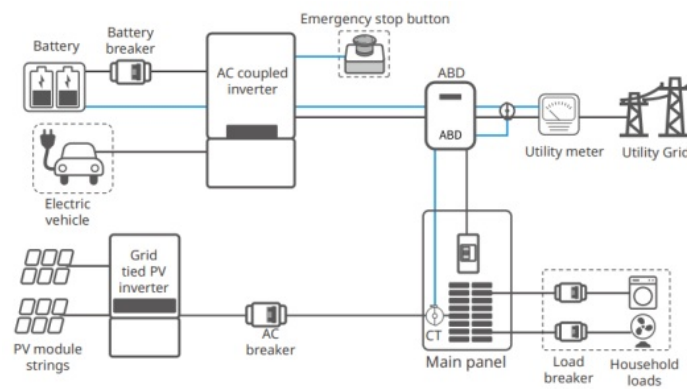 Emergency stop button
Battery
Battery
breaker
AC coupled
inverter
ABD
ABD
Utility meter
Utility Grid
Electric
vehicle
Grid
tied PV
inverter
PV module
strings
AC
breaker
CT
Main panel
Load
breaker
Household
loads